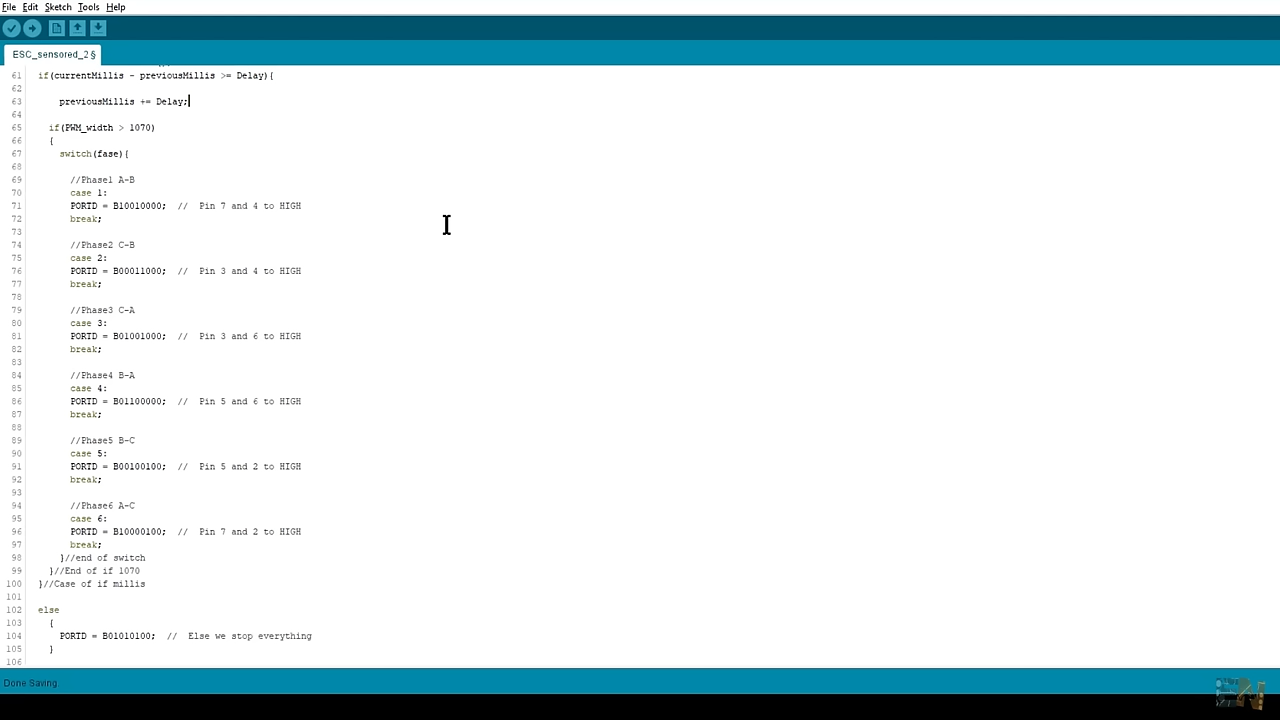 File Edit Sketch Tools Help
ESC_sensored_2 §
61 if(currentMillis - previousMillis >= Delay){
62
63 previousMillis += Delay;
64
65 if(PWM_width > 1070)
66 {
67 switch(fase){
68
69 //Phase1 A-B
70 case 1:
71 PORTD = B10010000; // Pin 7 and 4 to HIGH
72 break;
73
74 //Phase2 C-B
75 case 2:
76 PORTD = B00011000; // Pin 3 and 4 to HIGH
77 break;
78
79 //Phase3 C-A
80 case 3:
81 PORTD = B01001000; // Pin 3 and 6 to HIGH
82 break;
83
84 //Phase4 B-A
85 case 4:
86 PORTD = B01100000; // Pin 5 and 6 to HIGH
87 break;
88
89 //Phase5 B-C
90 case 5:
91 PORTD = B00100100; // Pin 5 and 2 to HIGH
92 break;
93
94 //Phase6 A-C
95 case 6:
96 PORTD = B10000100; // Pin 7 and 2 to HIGH
97 break;
98 }//end of switch
99 }//End of if 1070
100 }//Case of if millis
101
102 else
103 {
104 PORTD = B01010100; // Else we stop everything
105 }
106
Done Saving